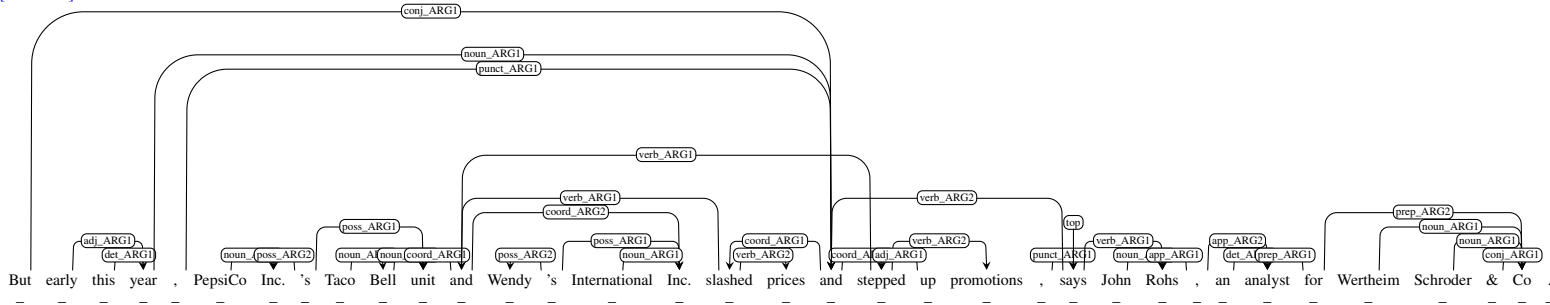 conj_ARG1
noun_ARG1
punct_ARG1
verb_ARG1
verb_ARG1 verb_ARG2
coord_ARG2 prep_ARG2
poss_ARG1 top noun_ARG1
adj_ARG1 poss_ARG1 coord_ARG1 verb_ARG2 verb_ARG1 app_ARG2 noun_ARG1
det_ARG1 poss_ARG2 coord_ARG1 poss_ARG2 noun_ARG1 verb_ARG2 adj_ARG1 punct_ARG1 app_ARG1 prep_ARG1 conj_ARG1
But early this year , PepsiCo Inc. 's Taco Bell unit and Wendy 's International Inc. slashed prices and stepped up promotions , says John Rohs , an analyst for Wertheim Schroder & Co .